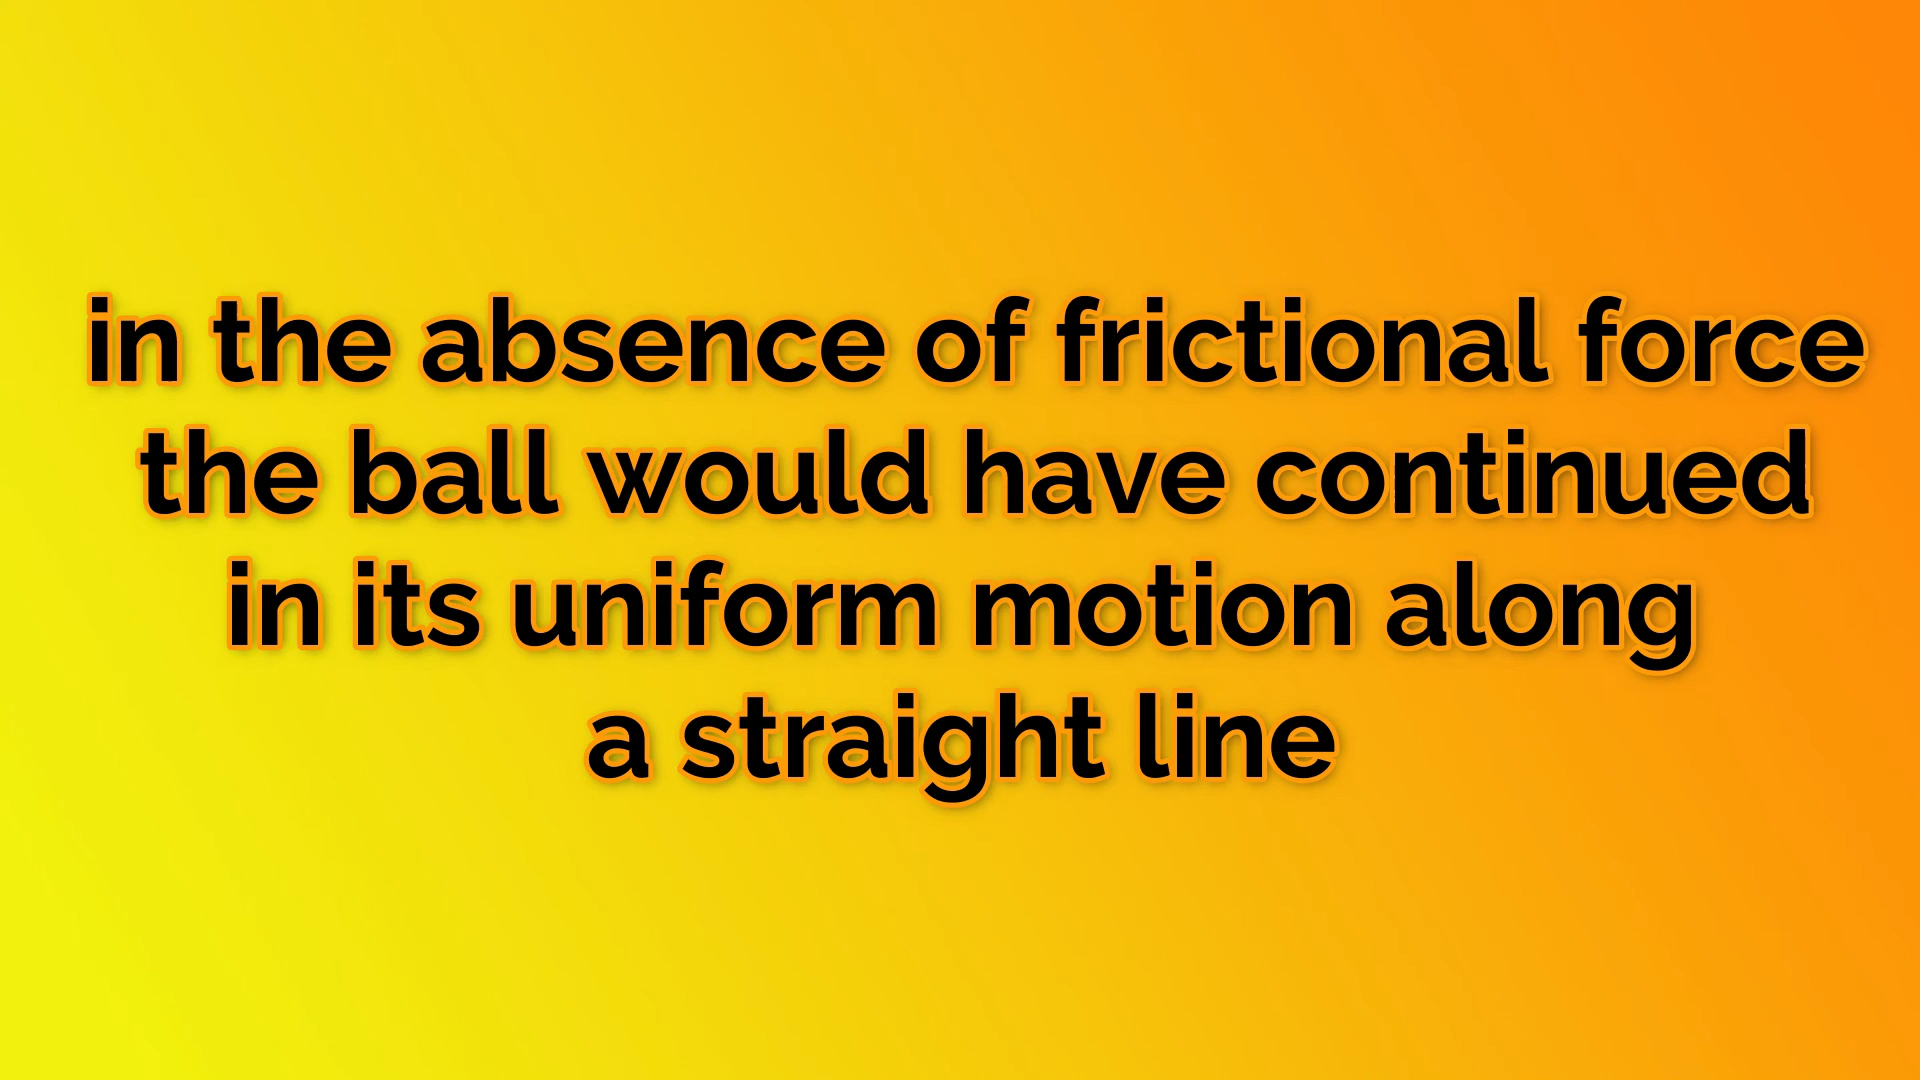 in the absence of frictional force
the ball would have continued
in its uniform motion along
a straight line